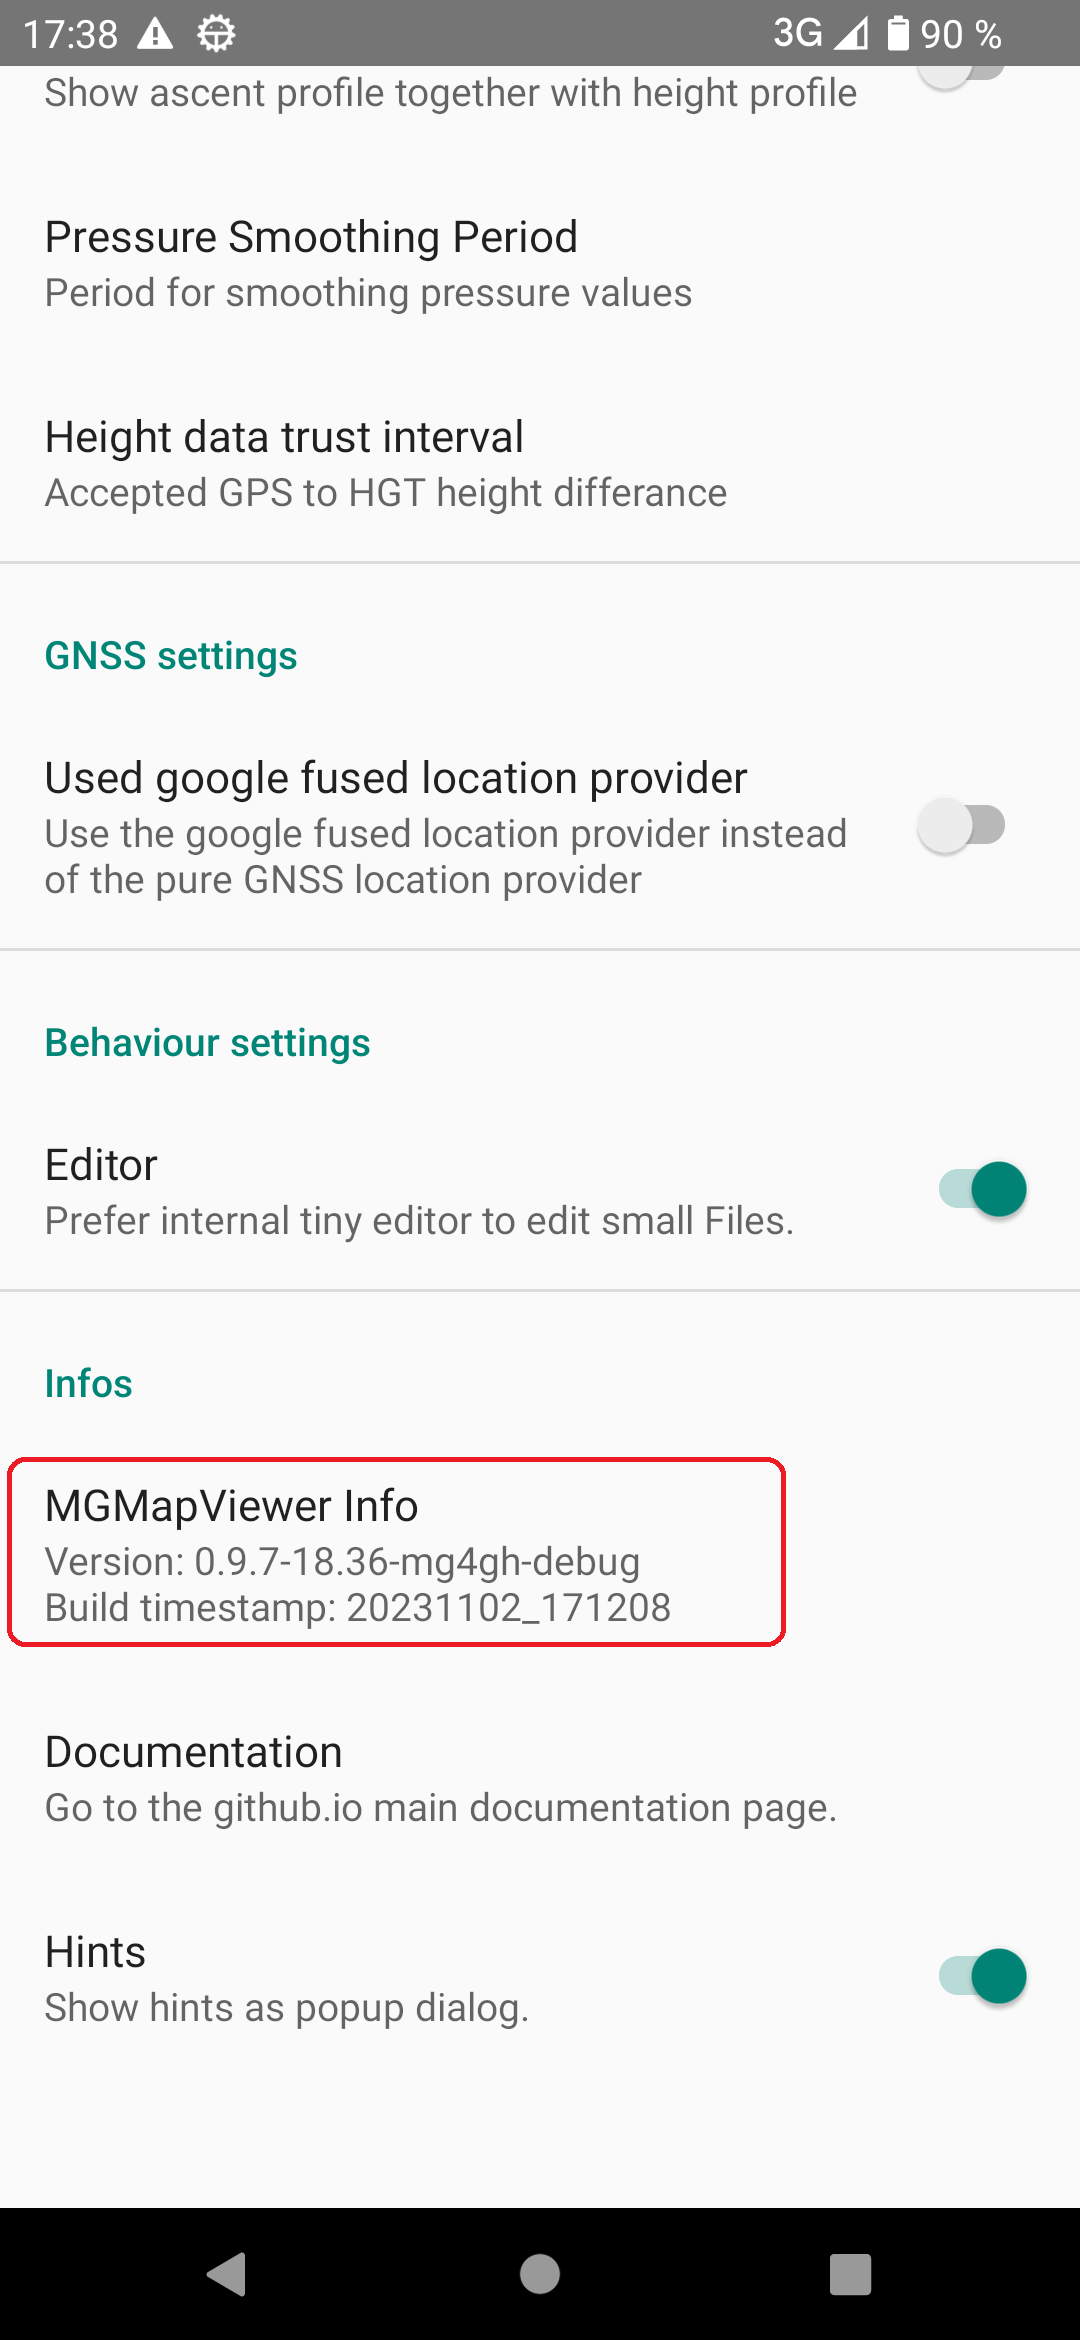 17:38 3G 90 %
Show ascent profile together with height profile
Pressure Smoothing Period
Period for smoothing pressure values
Height data trust interval
Accepted GPS to HGT height differance
GNSS settings
Used google fused location provider
Use the google fused location provider instead
of the pure GNSS location provider
Behaviour settings
Editor
Prefer internal tiny editor to edit small Files.
Infos
MGMapViewer Info
Version: 0.9.7-18.36-mg4gh-debug
Build timestamp: 20231102_171208
Documentation
Go to the github.io main documentation page.
Hints
Show hints as popup dialog.